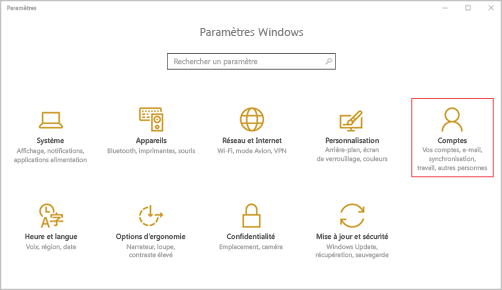 Paramètres
Paramètres Windows
Rechercher un paramètre
Système
Affichage, notifications,
applications alimentation
Appareils
Bluetooth, imprimantes, souris
Réseau et Internet
Wi-Fi, mode Avion, VPN
Personnalisation
Arrière-plan, écran
de verrouillage, couleurs
Comptes
Vos comptes, e-mail,
synchronisation,
travail, autres personnes
A字
Heure et langue
Voix, région, date
Options d'ergonomie
Narrateur, loupe,
contraste élevé
Confidentialité
Emplacement, caméra
Mise à jour et sécurité
Windows Update,
récupération, sauvegarde